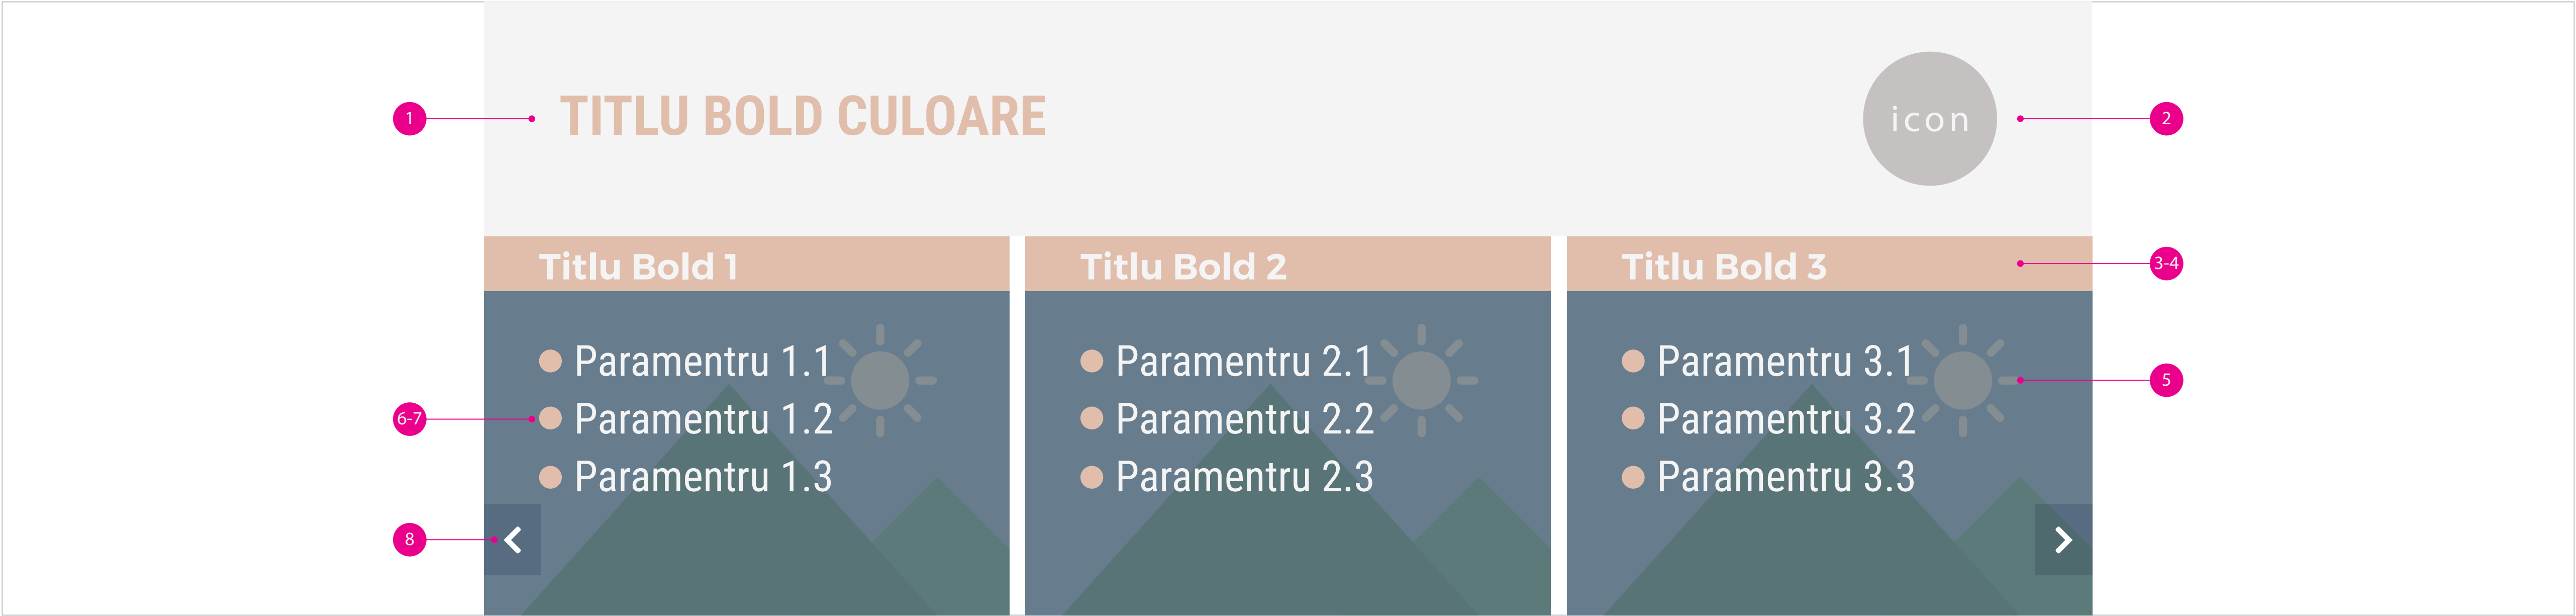 1
TITLU BOLD CULOARE
icon
2
Titlu Bold 1
Titlu Bold 2
Titlu Bold 3
3-4
Paramentru 1.1
Paramentru 1.2
Paramentru 1.3
Paramentru 2.1
Paramentru 2.2
Paramentru 2.3
Paramentru 3.1
Paramentru 3.2
Paramentru 3.3
5
6-7
8